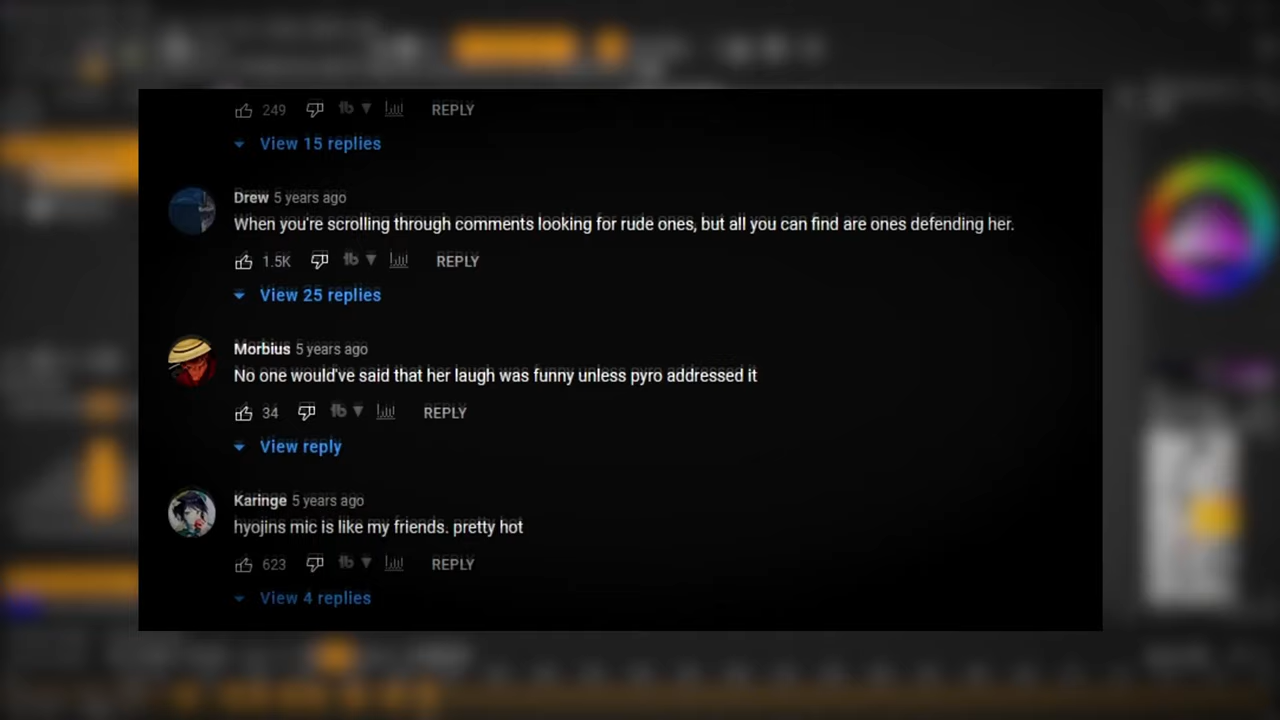 249 REPLY
View 15 replies
Drew 5 years ago
When you're scrolling through comments looking for rude ones, but all you can find are ones defending her.
1.5K REPLY
View 25 replies
Morbius 5 years ago
No one would've said that her laugh was funny unless pyro addressed it
34 REPLY
View reply
Karinge 5 years ago
hyojins mic is like my friends. pretty hot
623 REPLY
View 4 replies